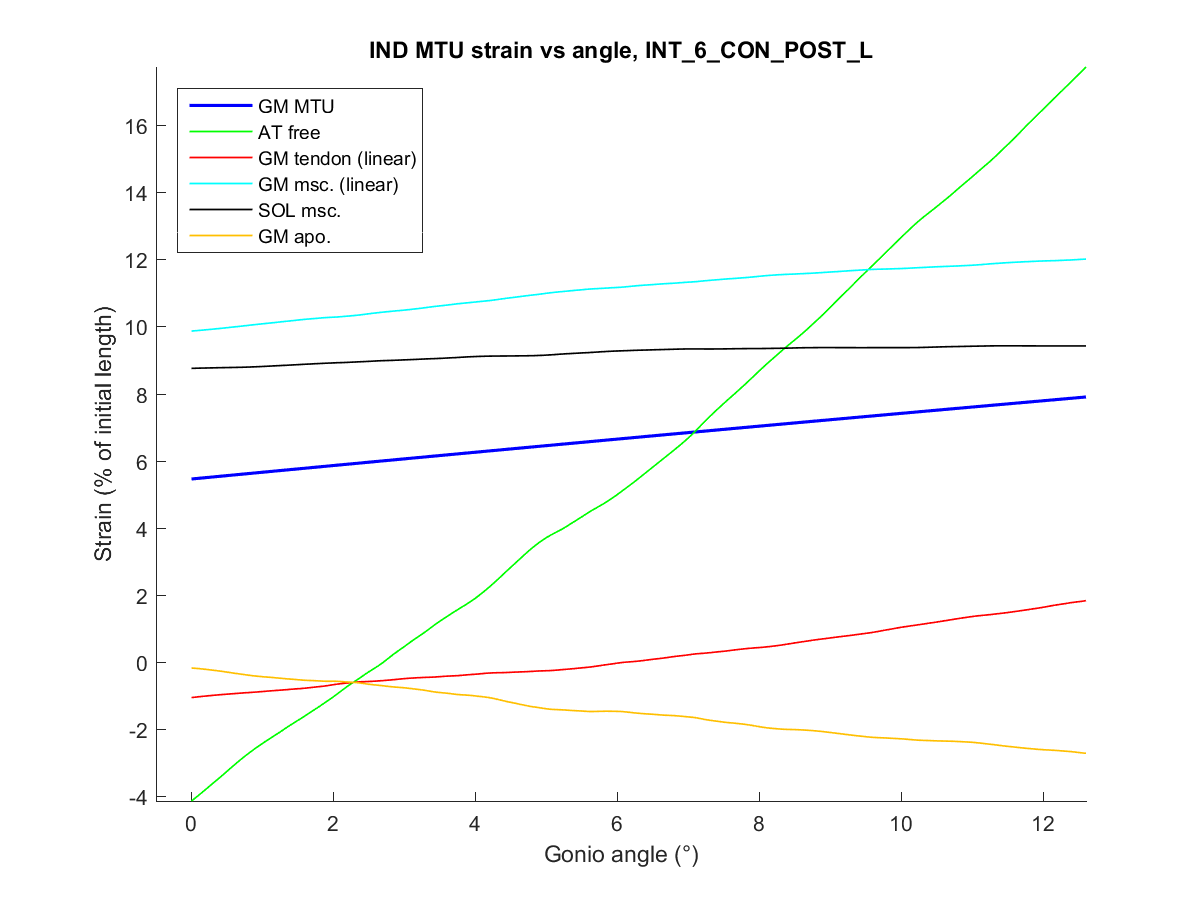 IND MTU strain vs angle, INT_6_CON_POST_L
GM MTU
AT free
GM tendon (linear)
GM msc. (linear)
SOL msc.
GM apo.
16
14
12
10
8
6
4
2
0
-2
-4
Strain (% of initial length)
0 2 4 6 8 10 12
Gonio angle (°)